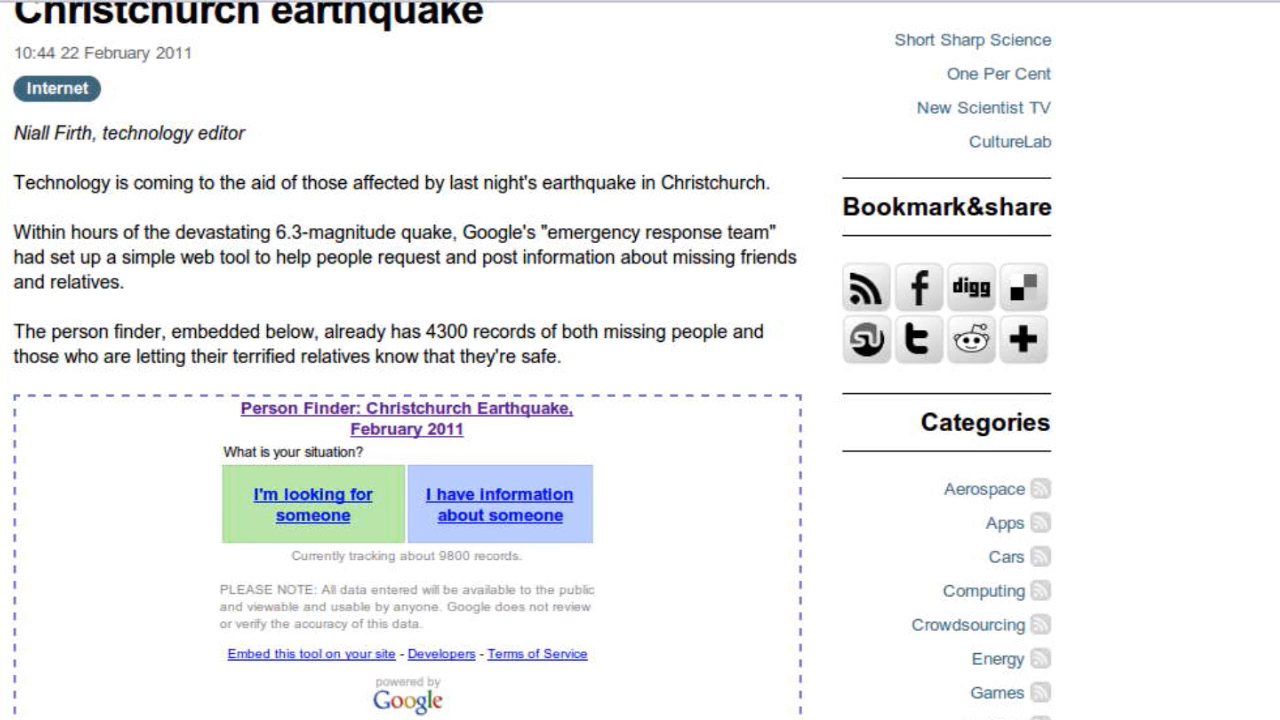 Christchurch earthquake
10:44 22 February 2011
Internet
Niall Firth, technology editor
Technology is coming to the aid of those affected by last night's earthquake in Christchurch.
Within hours of the devastating 6.3-magnitude quake, Google's "emergency response team"
had set up a simple web tool to help people request and post information about missing friends
and relatives.
The person finder, embedded below, already has 4300 records of both missing people and
those who are letting their terrified relatives know that they're safe.
Person Finder: Christchurch Earthquake,
February 2011
What is your situation?
I'm looking for
someone
I have information
about someone
Currently tracking about 9800 records.
PLEASE NOTE: All data entered will be available to the public
and viewable and usable by anyone. Google does not review
or verify the accuracy of this data.
Embed this tool on your site - Developers - Terms of Service
powered by
Google
Short Sharp Science
One Per Cent
New Scientist TV
CultureLab
Bookmark&share
f
digg
su
t
Categories
Aerospace
Apps
Cars
Computing
Crowdsourcing
Energy
Games